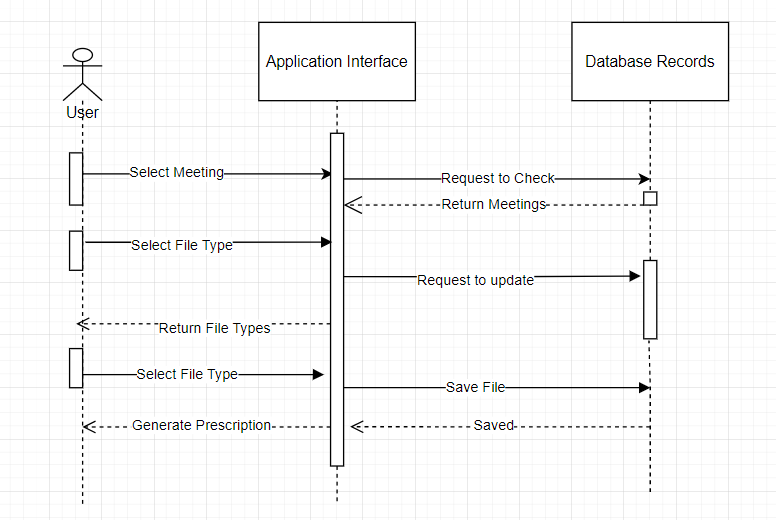 Application Interface
Database Records
User
Select Meeting
Request to Check
Return Meetings
Select File Type
Request to update
Return File Types
Select File Type
Save File
Generate Prescription
Saved